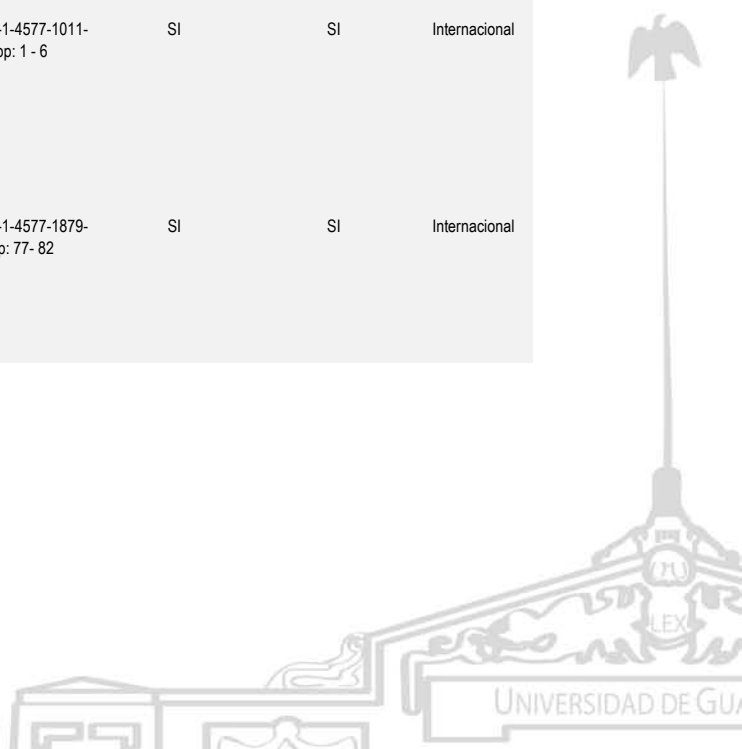 -1-4577-1011- SI SI Internacional
pp: 1 - 6
-1-4577-1879- SI SI Internacional
p: 77- 82
LEX
UNIVERSIDAD DE GUA